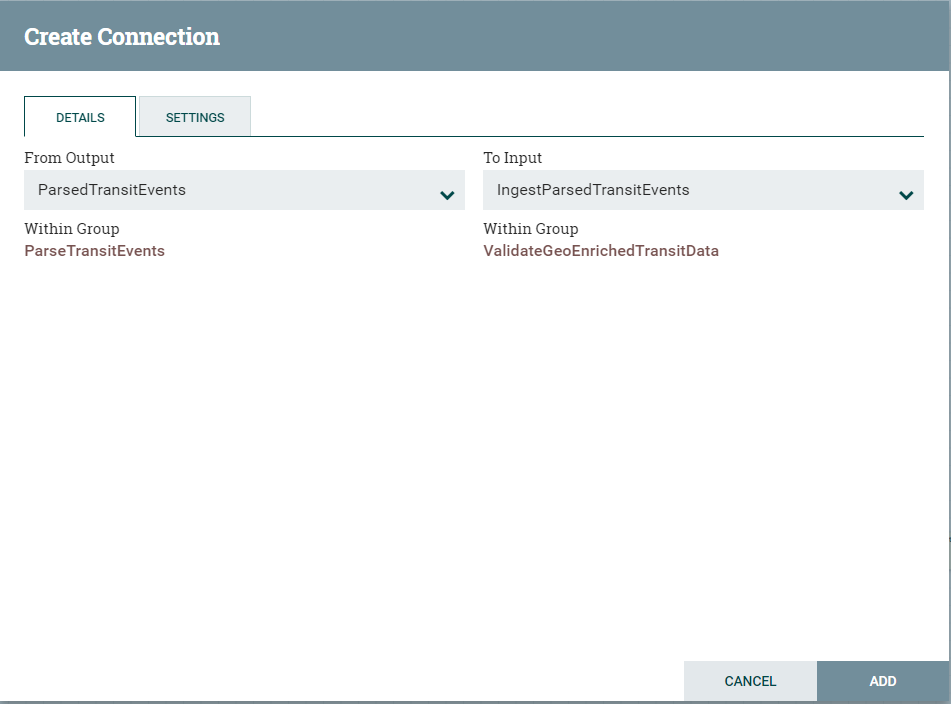 Create Connection
DETAILS
SETTINGS
From Output
To Input
ParsedTransitEvents
IngestParsedTransitEvents
Within Group
Within Group
ParseTransitEvents
ValidateGeoEnrichedTransitData
CANCEL
ADD